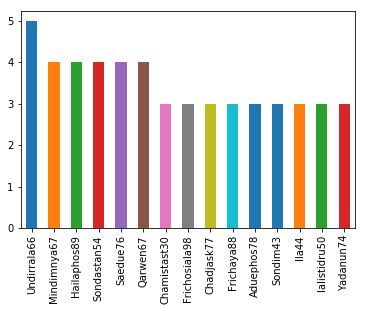 5
4
3
2
1
0
Undirrala66
Mindimnya67
Hailaphos89
Sondastan54
Saedue76
Qarwen67
Chamistast30
Frichosiala98
Chadjask77
Frichaya88
Aduephos78
Sondim43
Ila44
Ialistidru50
Yadanun74